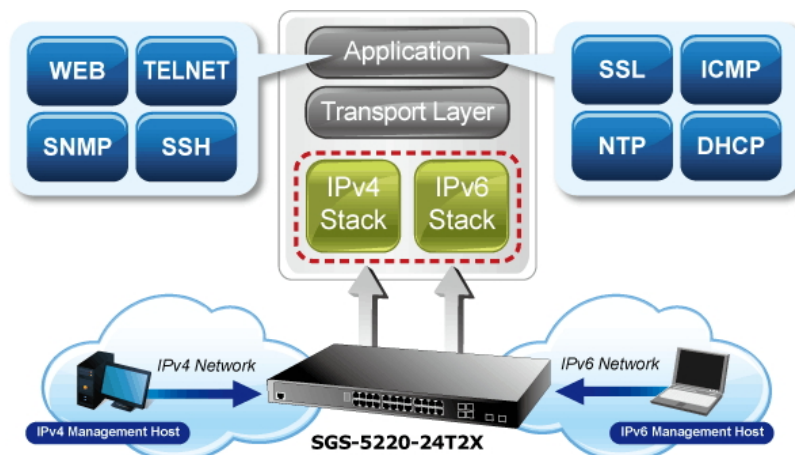 WEB
TELNET
SNMP
SSH
Application
Transport Layer
IPv4
Stack
IPv6
Stack
SSL
ICMP
NTP
DHCP
IPv4 Network
IPv6 Network
IPv4 Management Host
IPv6 Management Host
SGS-5220-24T2X